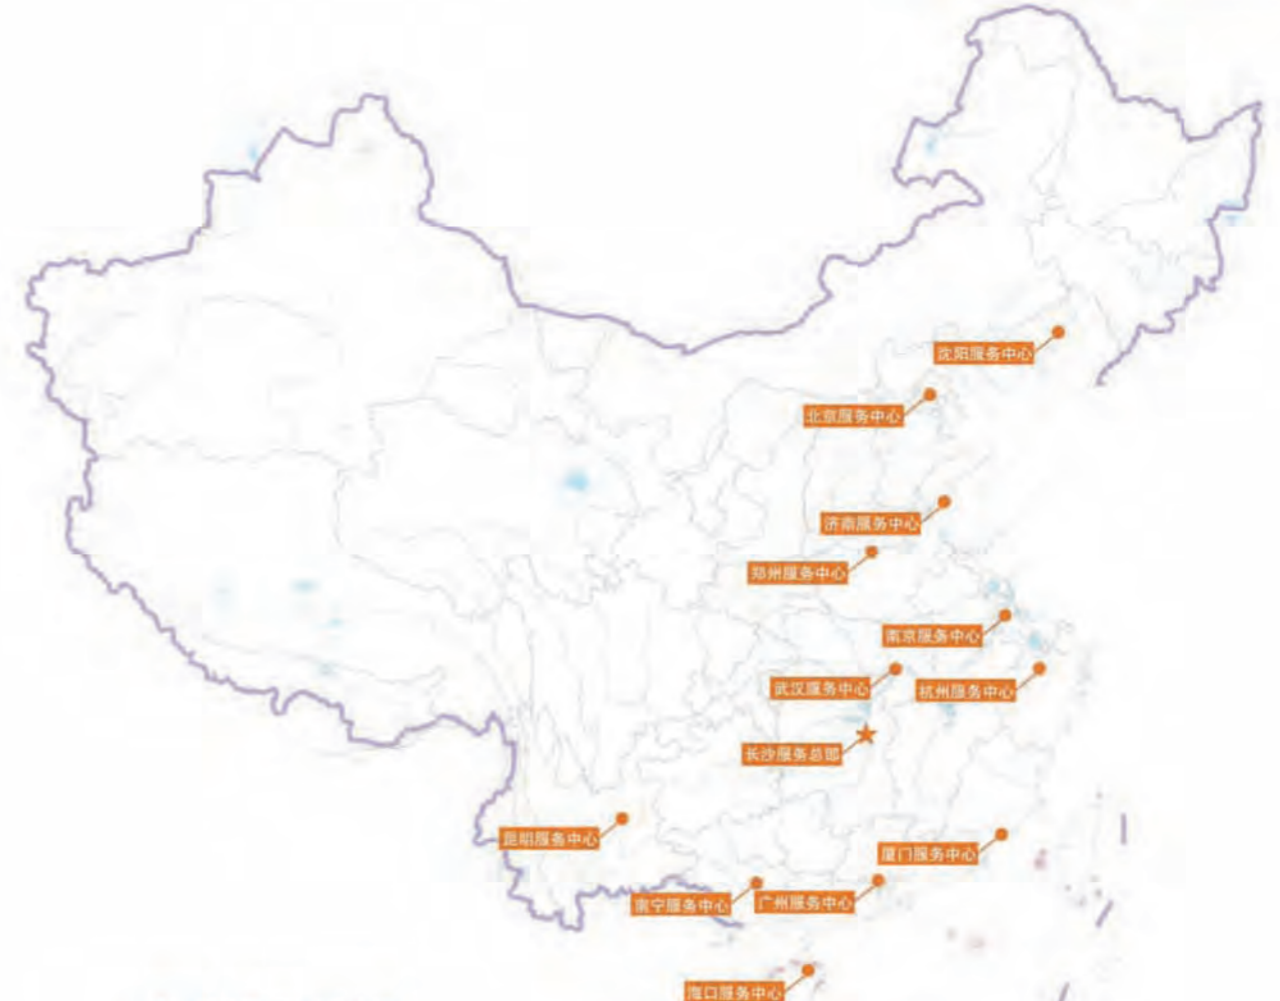 沈阳服务中心
北京服务中心
济南服务中心
郑州服务中心
南京服务中心
武汉服务中心
杭州服务中心
长沙服务总部
昆明服务中心
厦门服务中心
南宁服务中心
广州服务中心
海口服务中心